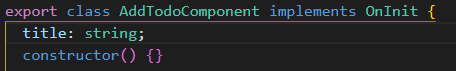 export class AddTodoComponent implements OnInit {
title: string;
constructor() {}